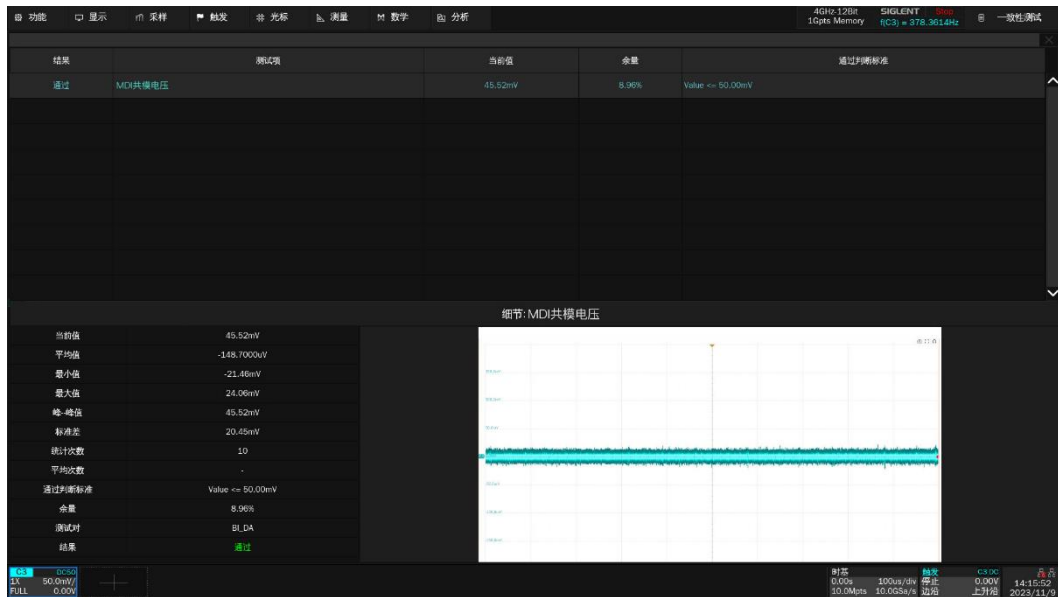 功能 显示 采样 触发 光标 测量 数学 分析 4GHz-12Bit SIGLENT Stop 一致性测试
1Gpts Memory f(C3) = 378.3614Hz
结果 测试项 当前值 余量 通过判断标准
通过 MDI共模电压 45.52mV 8.96% Value <= 50.00mV
细节: MDI共模电压
当前值 45.52mV
平均值 -148.7000uV
最小值 -21.46mV
最大值 24.06mV
峰-峰值 45.52mV
标准差 20.45mV
统计次数 10
平均次数 -
通过判断标准 Value <= 50.00mV
余量 8.96%
测试对 BI_DA
结果 通过
C3 DC50
1X 50.0mV/
FULL 0.00V
时基
0.00s 100us/div
10.0Mpts 10.0GSa/s
触发 C3 DC
停止 0.00V
边沿 上升沿
14:15:52
2023/11/9